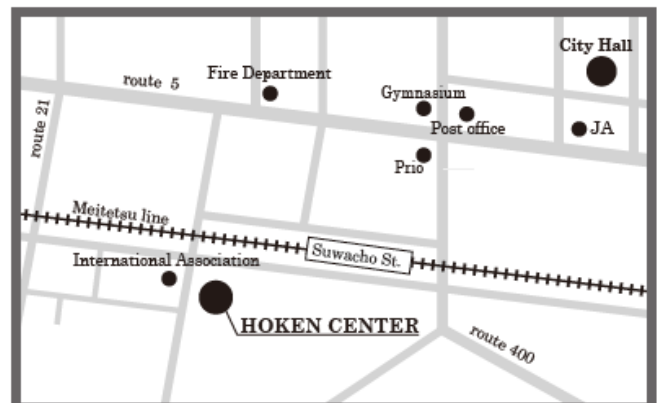 City Hall
route 5
Fire Department
Gymnasium
route 21
Post office
JA
Prio
Meitetsu line
Suwacho St.
International Association
HOKEN CENTER
route 400